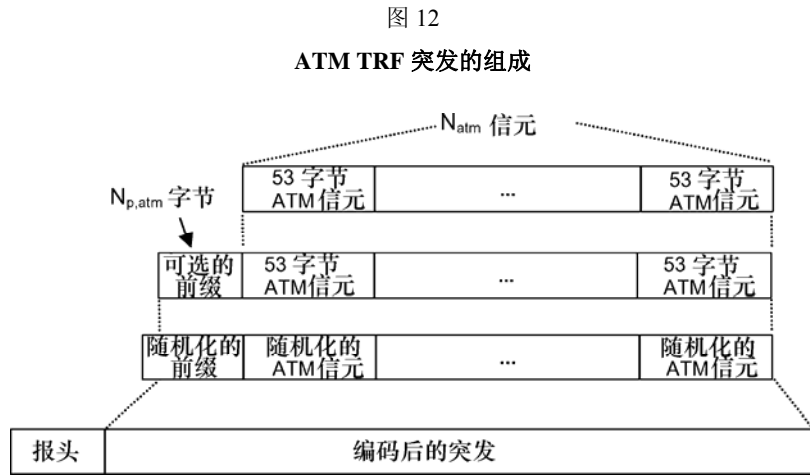 图 12
ATM TRF 突发的组成
Natm 信元
53 字节
ATM信元
...
53 字节
ATM信元
Np,atm 字节
可选的
前缀
53 字节
ATM信元
...
53 字节
ATM信元
随机化的
前缀
随机化的
ATM信元
...
随机化的
ATM信元
报头
编码后的突发